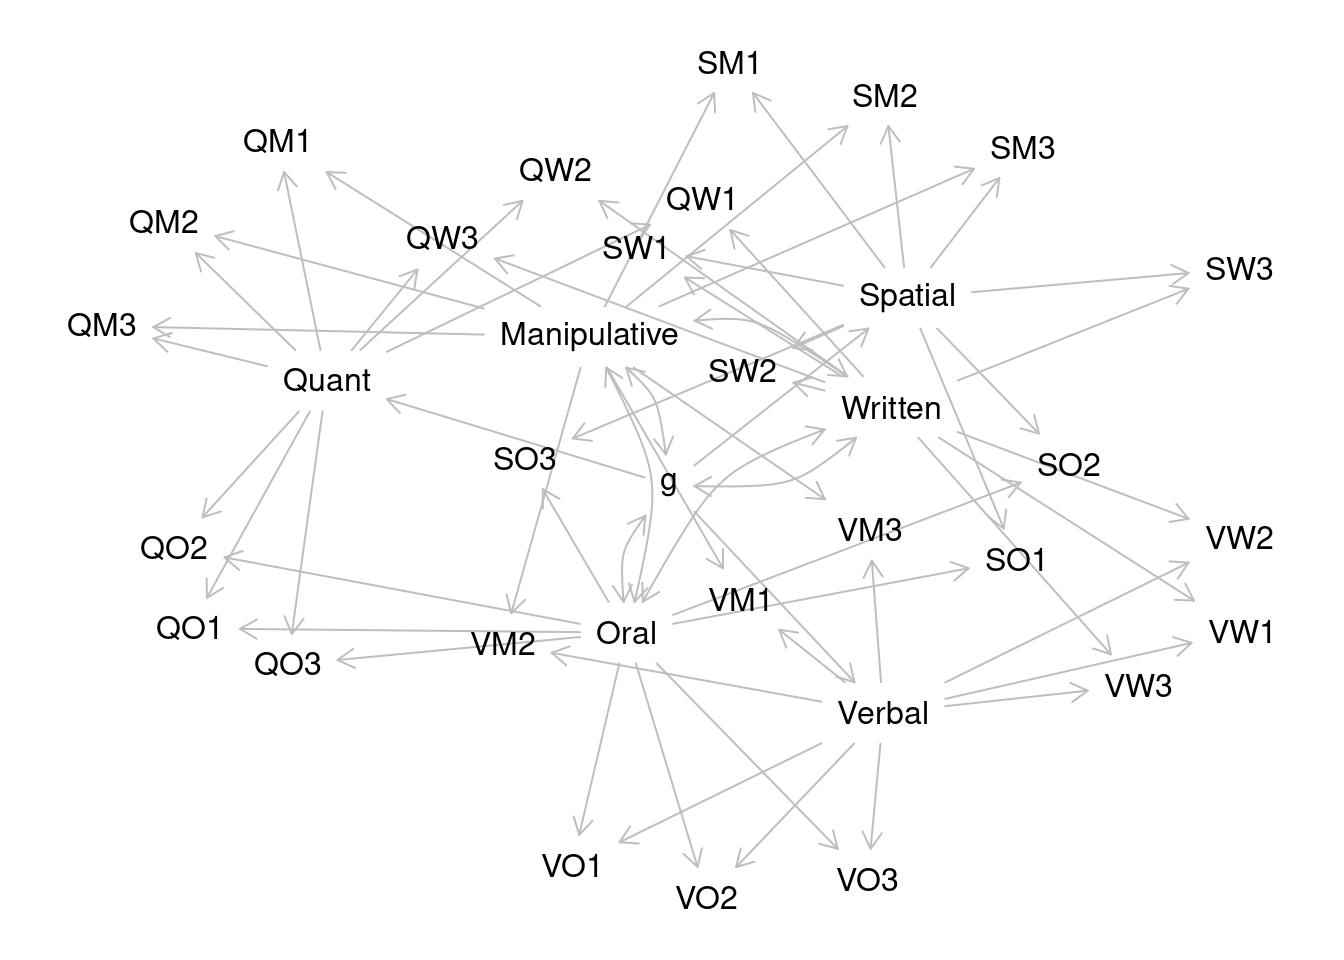 SM1
SM2
QM1
SM3
QW2
QW1
QM2
QW3
SW1
SW3
Spatial
QM3
Manipulative
SW2
Quant
Written
SO3
SO2
g
VM3
VW2
QO2
SO1
VM1
QO1
Oral
VW1
VM2
QO3
VW3
Verbal
VO1
VO3
VO2